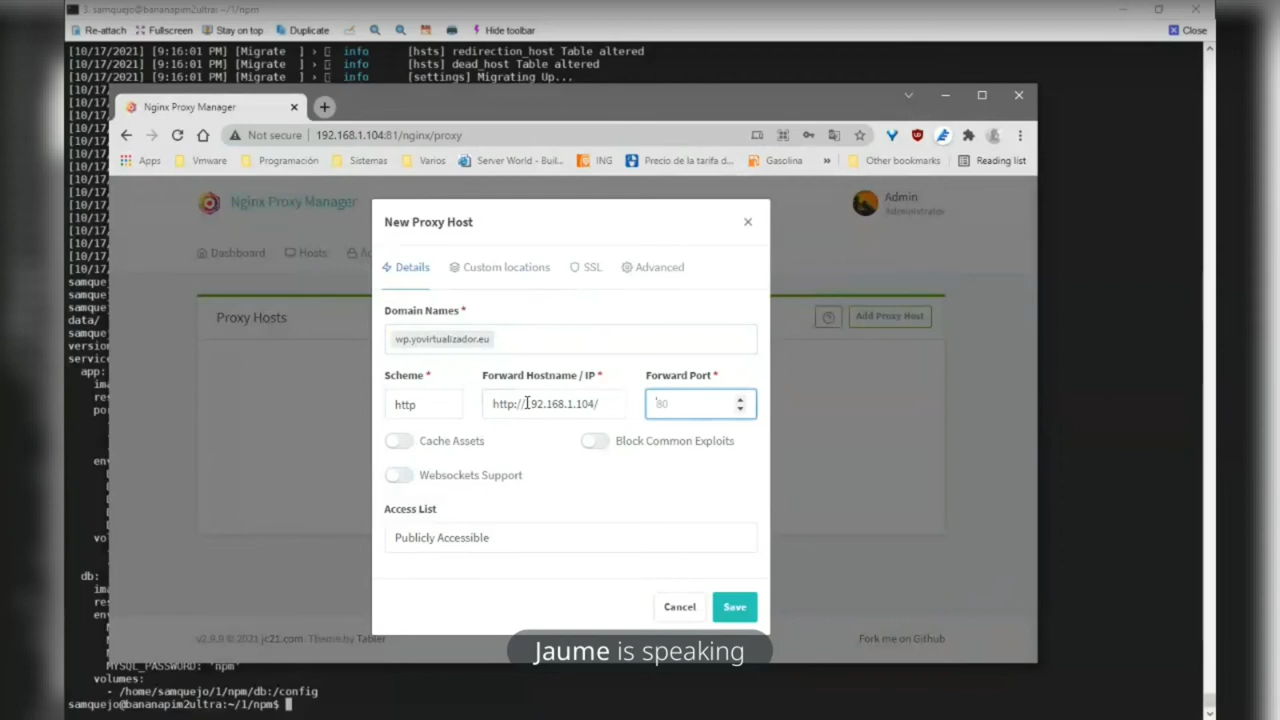 3. samquejo@bananapim2ultra:~/1/npm
Re-attach Fullscreen Stay on top Duplicate Hide toolbar Close
[10/17/2021] [9:16:01 PM] [Migrate ] › info [hsts] redirection_host Table altered
[10/17/2021] [9:16:01 PM] [Migrate ] › info [hsts] dead_host Table altered
[10/17/2021] [9:16:01 PM] [Migrate ] › info [settings] Migrating Up...
Nginx Proxy Manager
Not secure 192.168.1.104:81/nginx/proxy
Apps Vmware Programación Sistemas Varios Server World - Buil... ING Precio de la tarifa d... Gasolina » Other bookmarks Reading list
Nginx Proxy Manager
Admin
Administrator
Dashboard Hosts
Proxy Hosts
Add Proxy Host
New Proxy Host
Details Custom locations SSL Advanced
Domain Names *
wp.yovirtualizador.eu
Scheme * Forward Hostname / IP * Forward Port *
http http://192.168.1.104/ 80
Cache Assets Block Common Exploits
Websockets Support
Access List
Publicly Accessible
Cancel Save
v2.9.9 © 2021 jc21.com. Theme by Tabler
Fork me on Github
Jaume is speaking
data/
app:
db:
MYSQL_PASSWORD: 'npm'
volumes:
- /home/samquejo/1/npm/db:/config
samquejo@bananapim2ultra:~/1/npm$